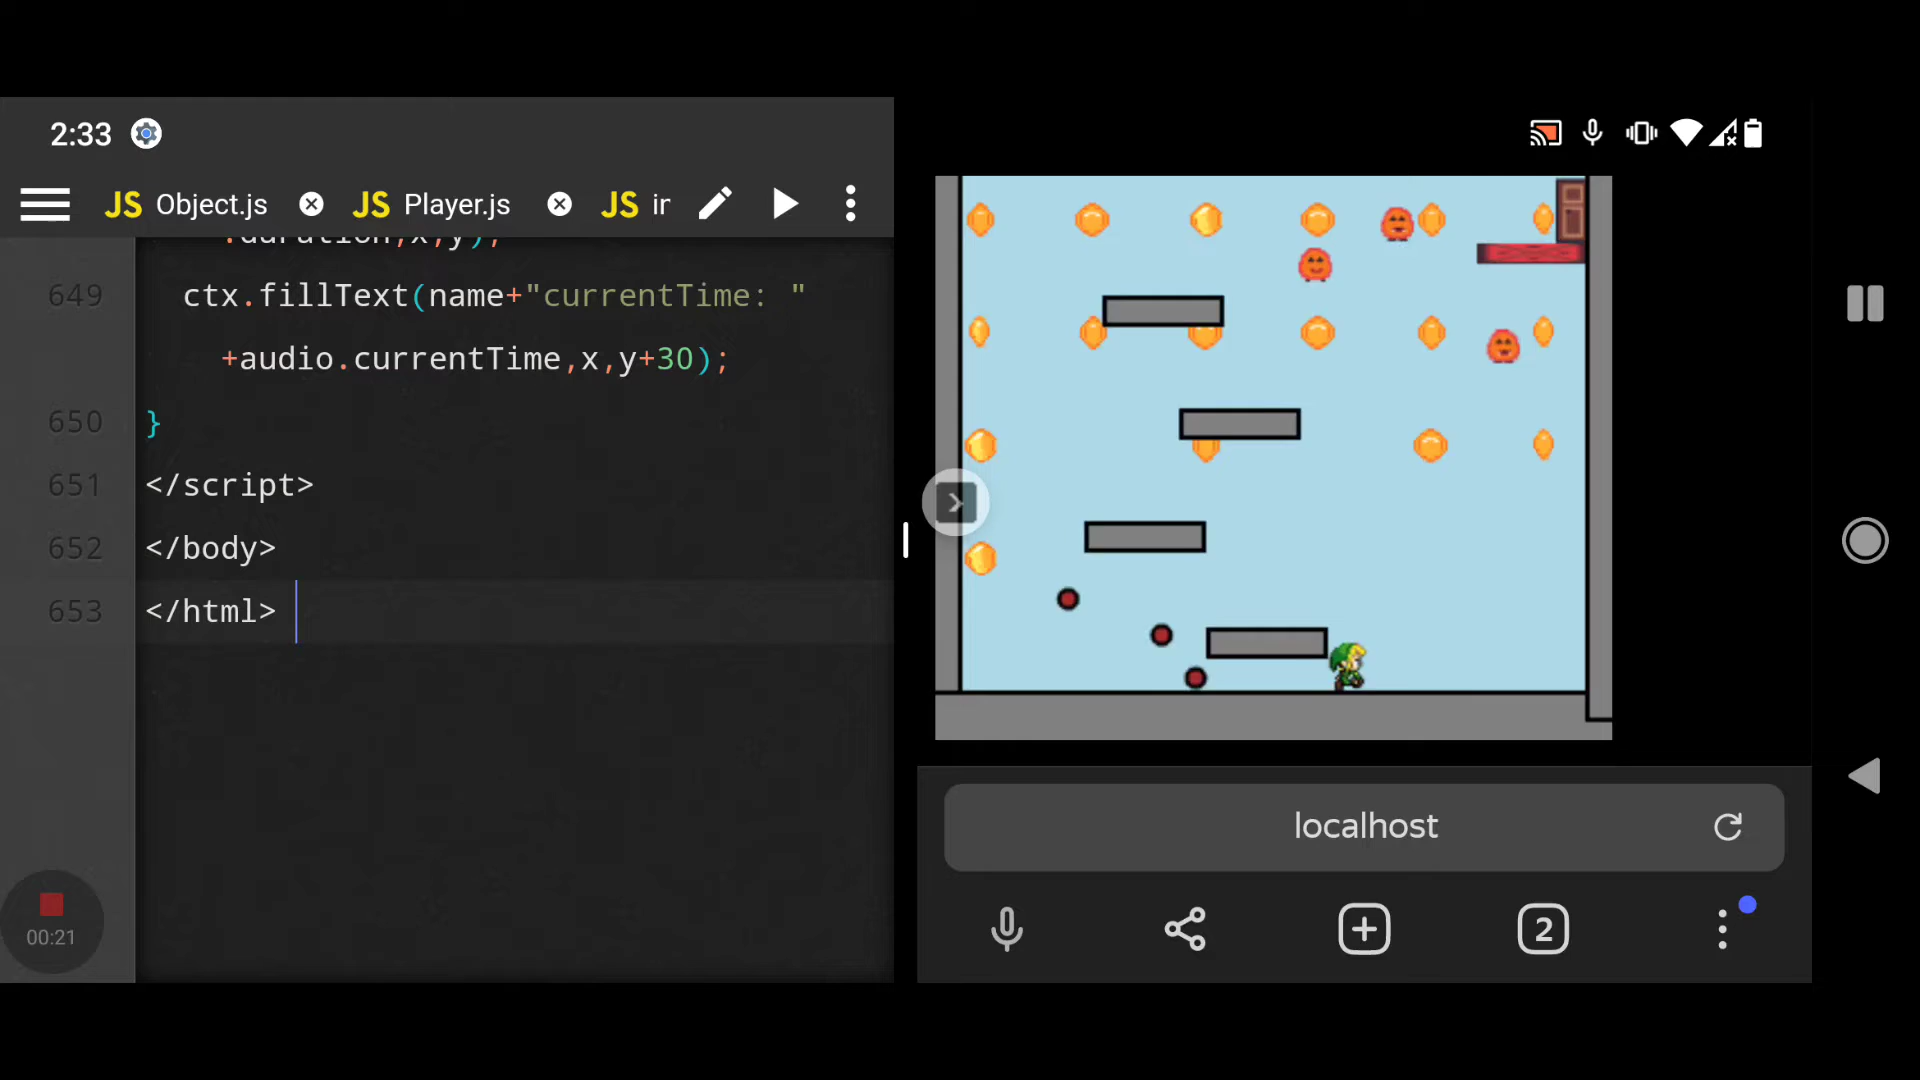 2:33
JS Object.js JS Player.js JS ir
.duration,x,y);
649 ctx.fillText(name+"currentTime: "
+audio.currentTime,x,y+30);
650 }
651 </script>
652 </body>
653 </html>
00:21
localhost
2